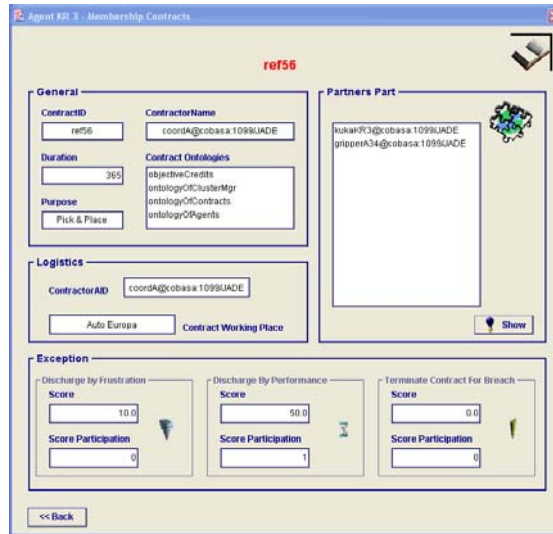 Agent KR 3 - Membership Contracts
ref56
General
ContractID
ContractorName
ref56
coordA@cobasa:1099/JADE
Duration
Contract Ontologies
365
objectiveCredits
ontologyOfClusterMgr
ontologyOfContracts
ontologyOfAgents
Purpose
Pick & Place
Partners Part
kukaKR3@cobasa:1099/JADE
gripperA34@cobasa:1099/JADE
Show
Logistics
ContractorAID
coordA@cobasa:1099/JADE
Auto Europa
Contract Working Place
Exception
Discharge by Frustration
Score
10.0
Score Participation
0
Discharge By Performance
Score
50.0
Score Participation
1
Terminate Contract For Breach
Score
0.0
Score Participation
0
<< Back